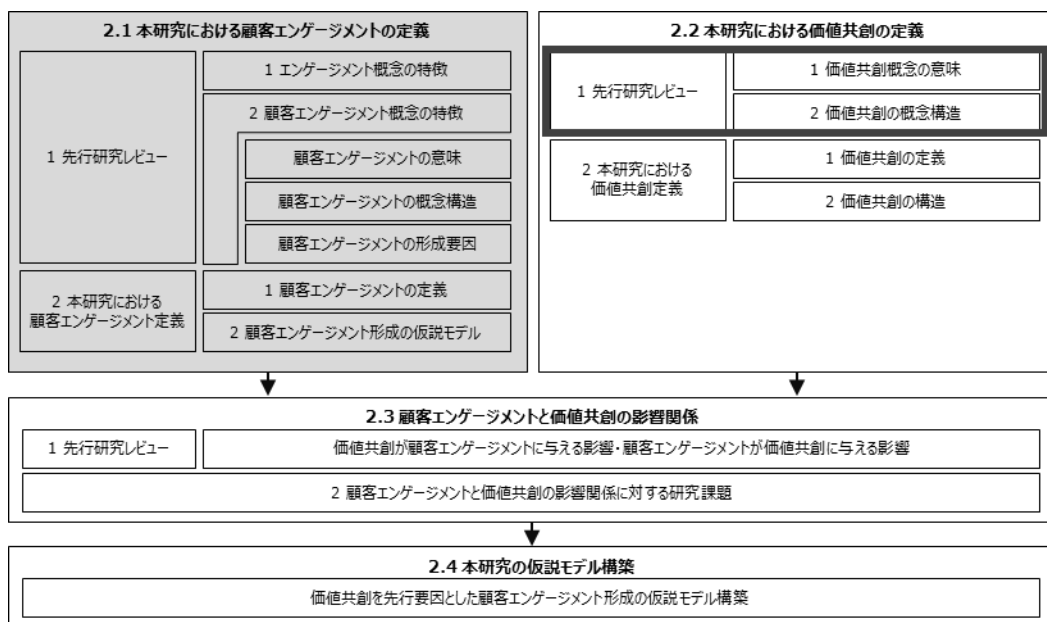 2.1 本研究における顧客エンゲージメントの定義
1 先行研究レビュー
1 エンゲージメント概念の特徴
2 顧客エンゲージメント概念の特徴
顧客エンゲージメントの意味
顧客エンゲージメントの概念構造
顧客エンゲージメントの形成要因
2 本研究における
顧客エンゲージメント定義
1 顧客エンゲージメントの定義
2 顧客エンゲージメント形成の仮説モデル
2.2 本研究における価値共創の定義
1 先行研究レビュー
1 価値共創概念の意味
2 価値共創の概念構造
2 本研究における
価値共創定義
1 価値共創の定義
2 価値共創の構造
2.3 顧客エンゲージメントと価値共創の影響関係
1 先行研究レビュー
価値共創が顧客エンゲージメントに与える影響・顧客エンゲージメントが価値共創に与える影響
2 顧客エンゲージメントと価値共創の影響関係に対する研究課題
2.4 本研究の仮説モデル構築
価値共創を先行要因とした顧客エンゲージメント形成の仮説モデル構築